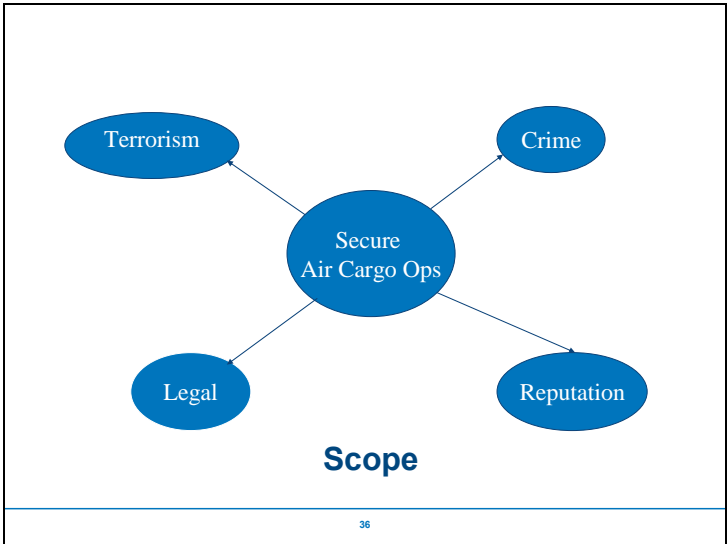 Terrorism
Crime
Secure
Air Cargo Ops
Legal
Reputation
Scope
36